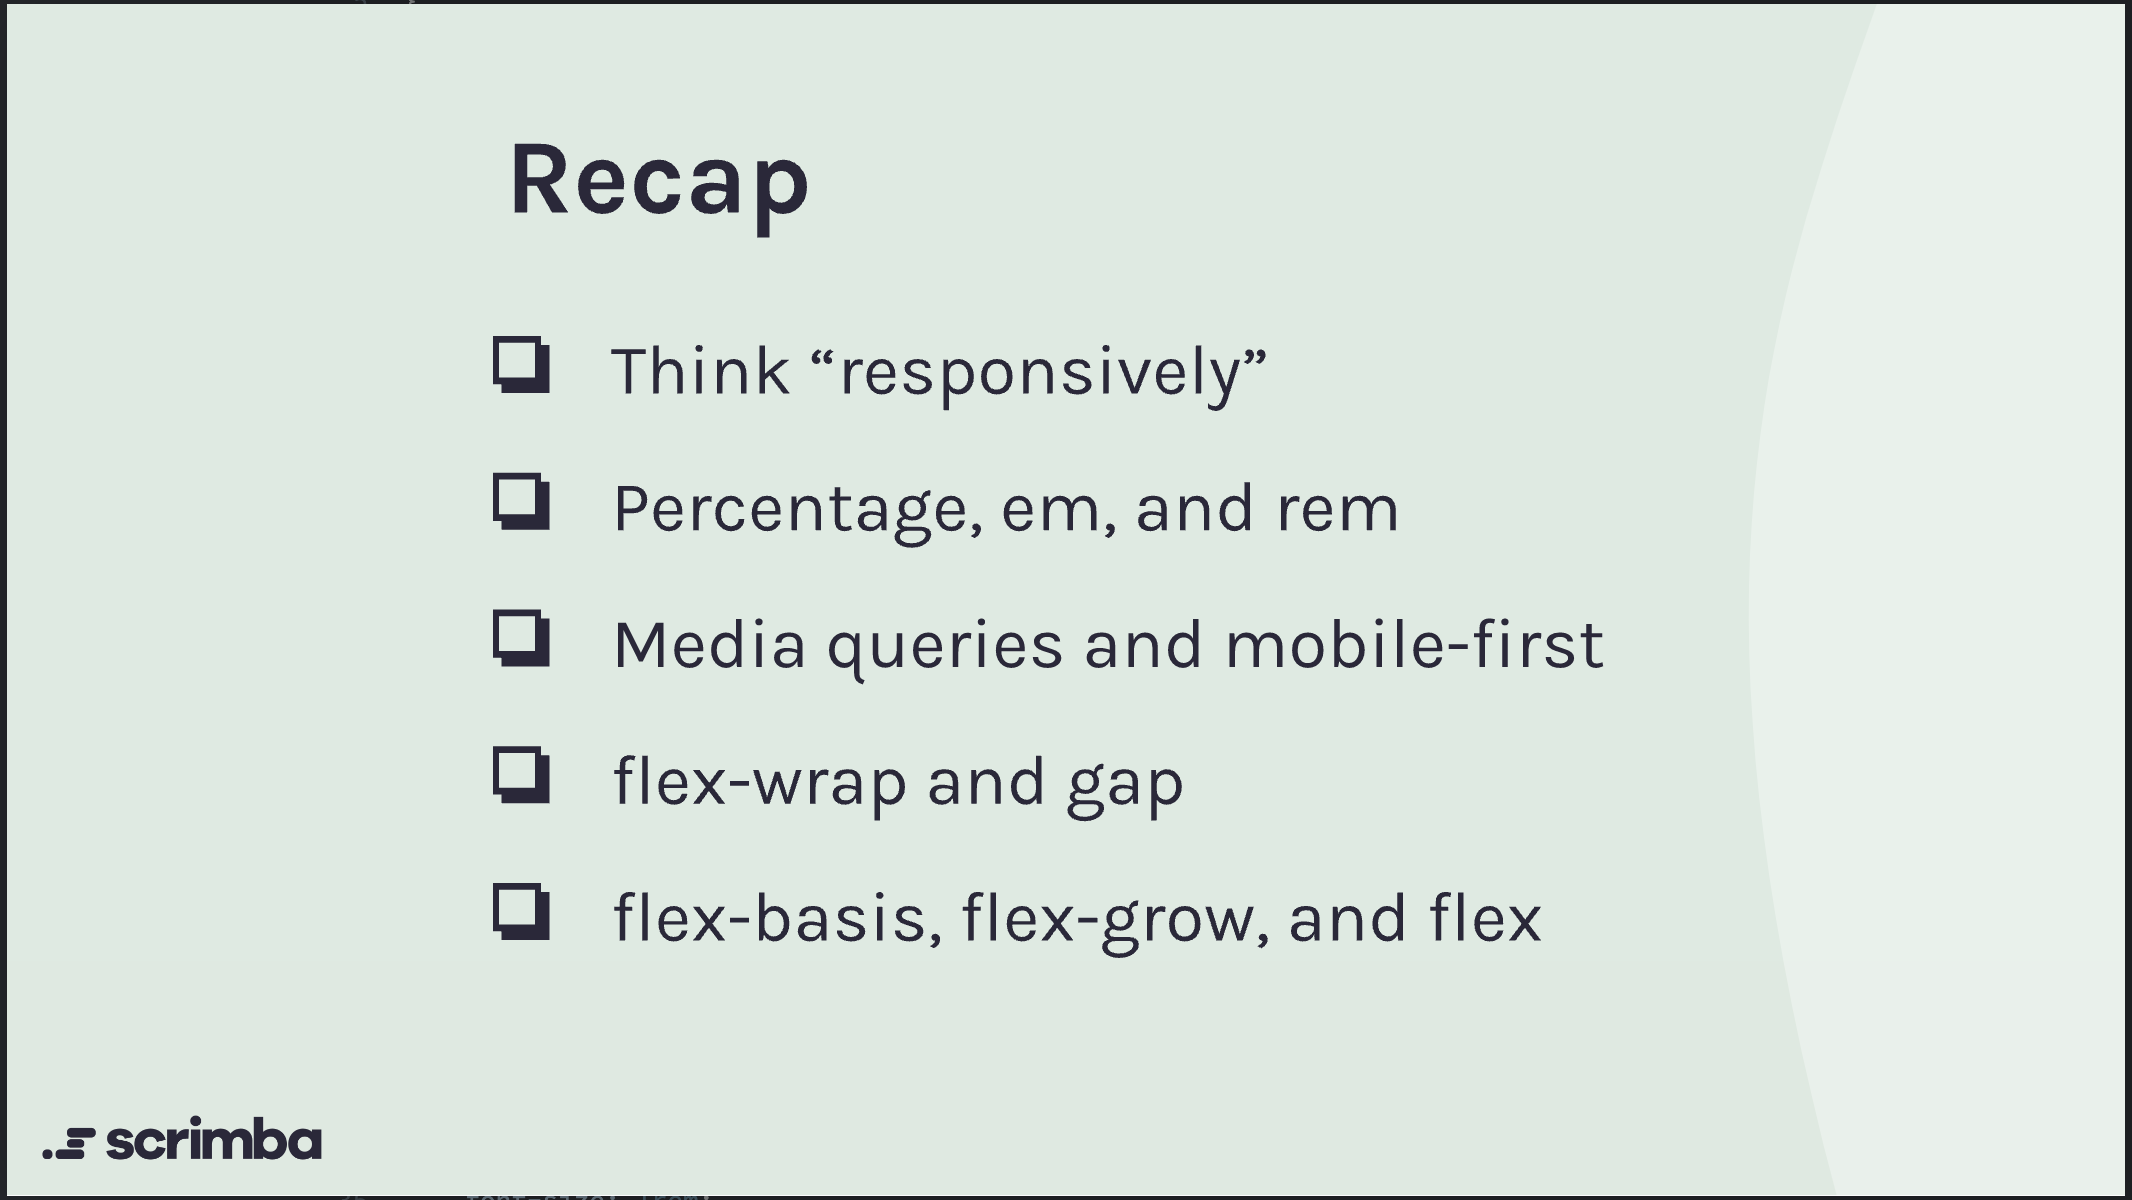 Recap
Think “responsively”
Percentage, em, and rem
Media queries and mobile-first
flex-wrap and gap
flex-basis, flex-grow, and flex
scrimba